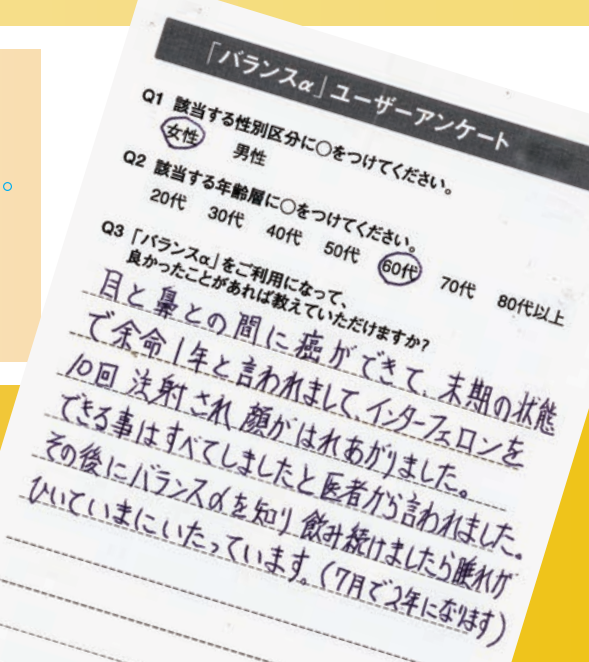 「バランスα」ユーザーアンケート
Q1 該当する性別区分に○をつけてください。
女性 男性
Q2 該当する年齢層に○をつけてください。
20代 30代 40代 50代 60代 70代 80代以上
Q3 「バランスα」をご利用になって、
良かったことがあれば教えていただけますか?
目と鼻との間に癌ができて、末期の状態
で余命1年と言われまして、インターフェロンを
10回注射され顔がはれあがりました。
できる事はすべてしましたと医者から言われました。
その後にバランスαを知り飲み続けましたら腫れが
ひいていまにいたっています。(7月で2年になります)
。